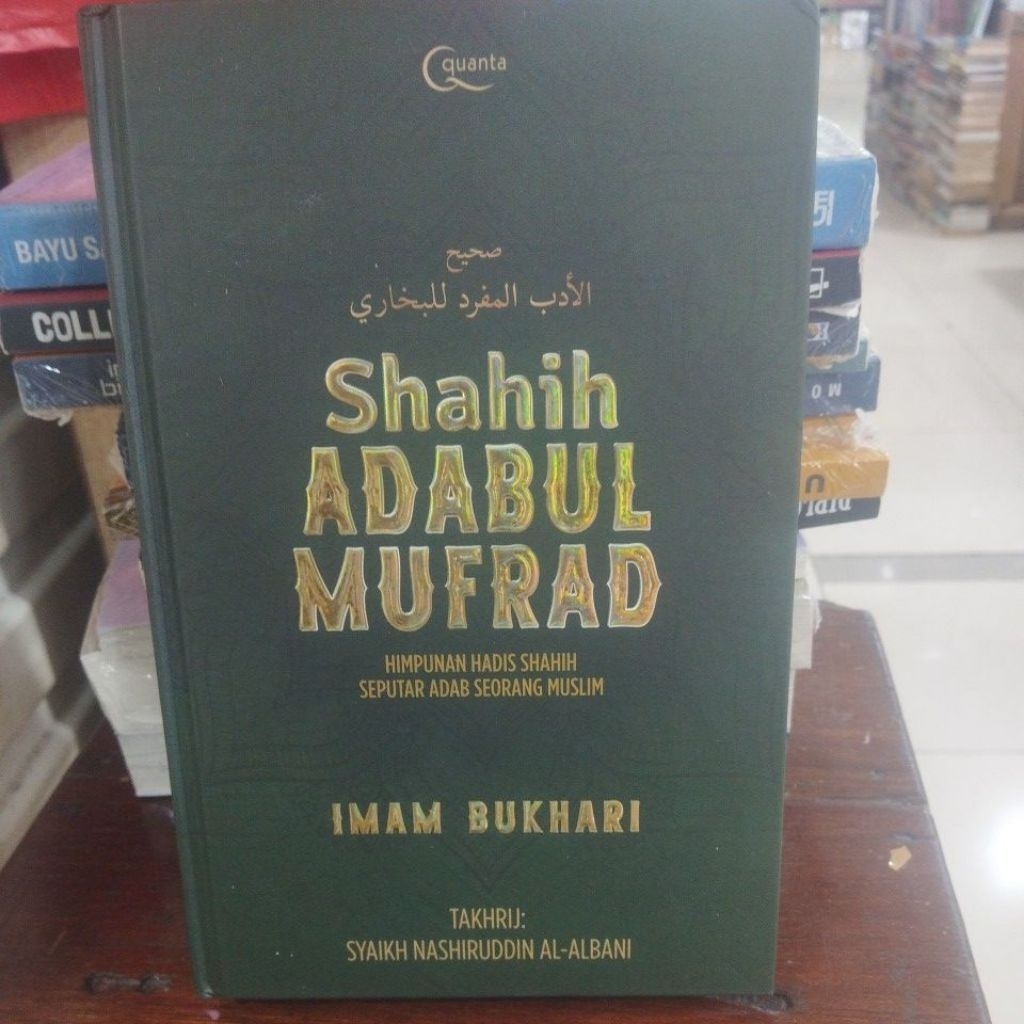 quanta
صحيح
الأدب المفرد للبخاري
Shahih
ADABUL
MUFRAD
HIMPUNAN HADIS SHAHIH
SEPUTAR ADAB SEORANG MUSLIM
IMAM BUKHARI
TAKHRIJ:
SYAIKH NASHIRUDDIN AL-ALBANI
BAYU
COLL